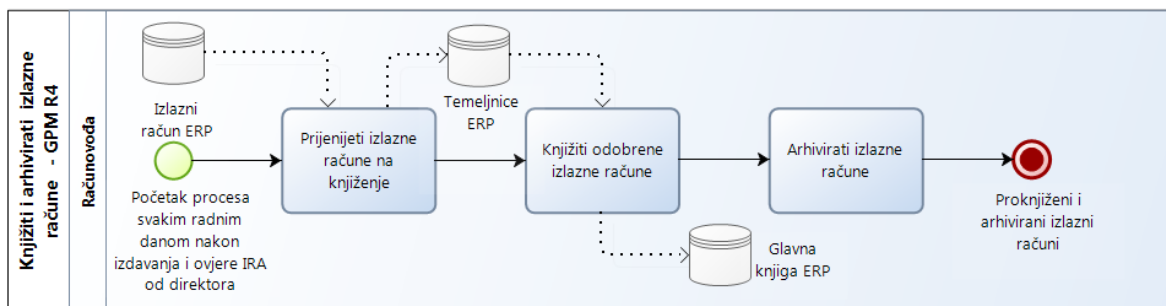 Knjižiti i arhivirati izlazne
račune - GPM R4
Računovođa
Izlazni
račun ERP
Početak procesa
svakim radnim
danom nakon
izdavanja i ovjere IRA
od direktora
Prijenijeti izlazne
račune na
knjiženje
Temeljnice
ERP
Knjižiti odobrene
izlazne račune
Glavna
knjiga ERP
Arhivirati izlazne
račune
Proknjiženi i
arhivirani izlazni
računi